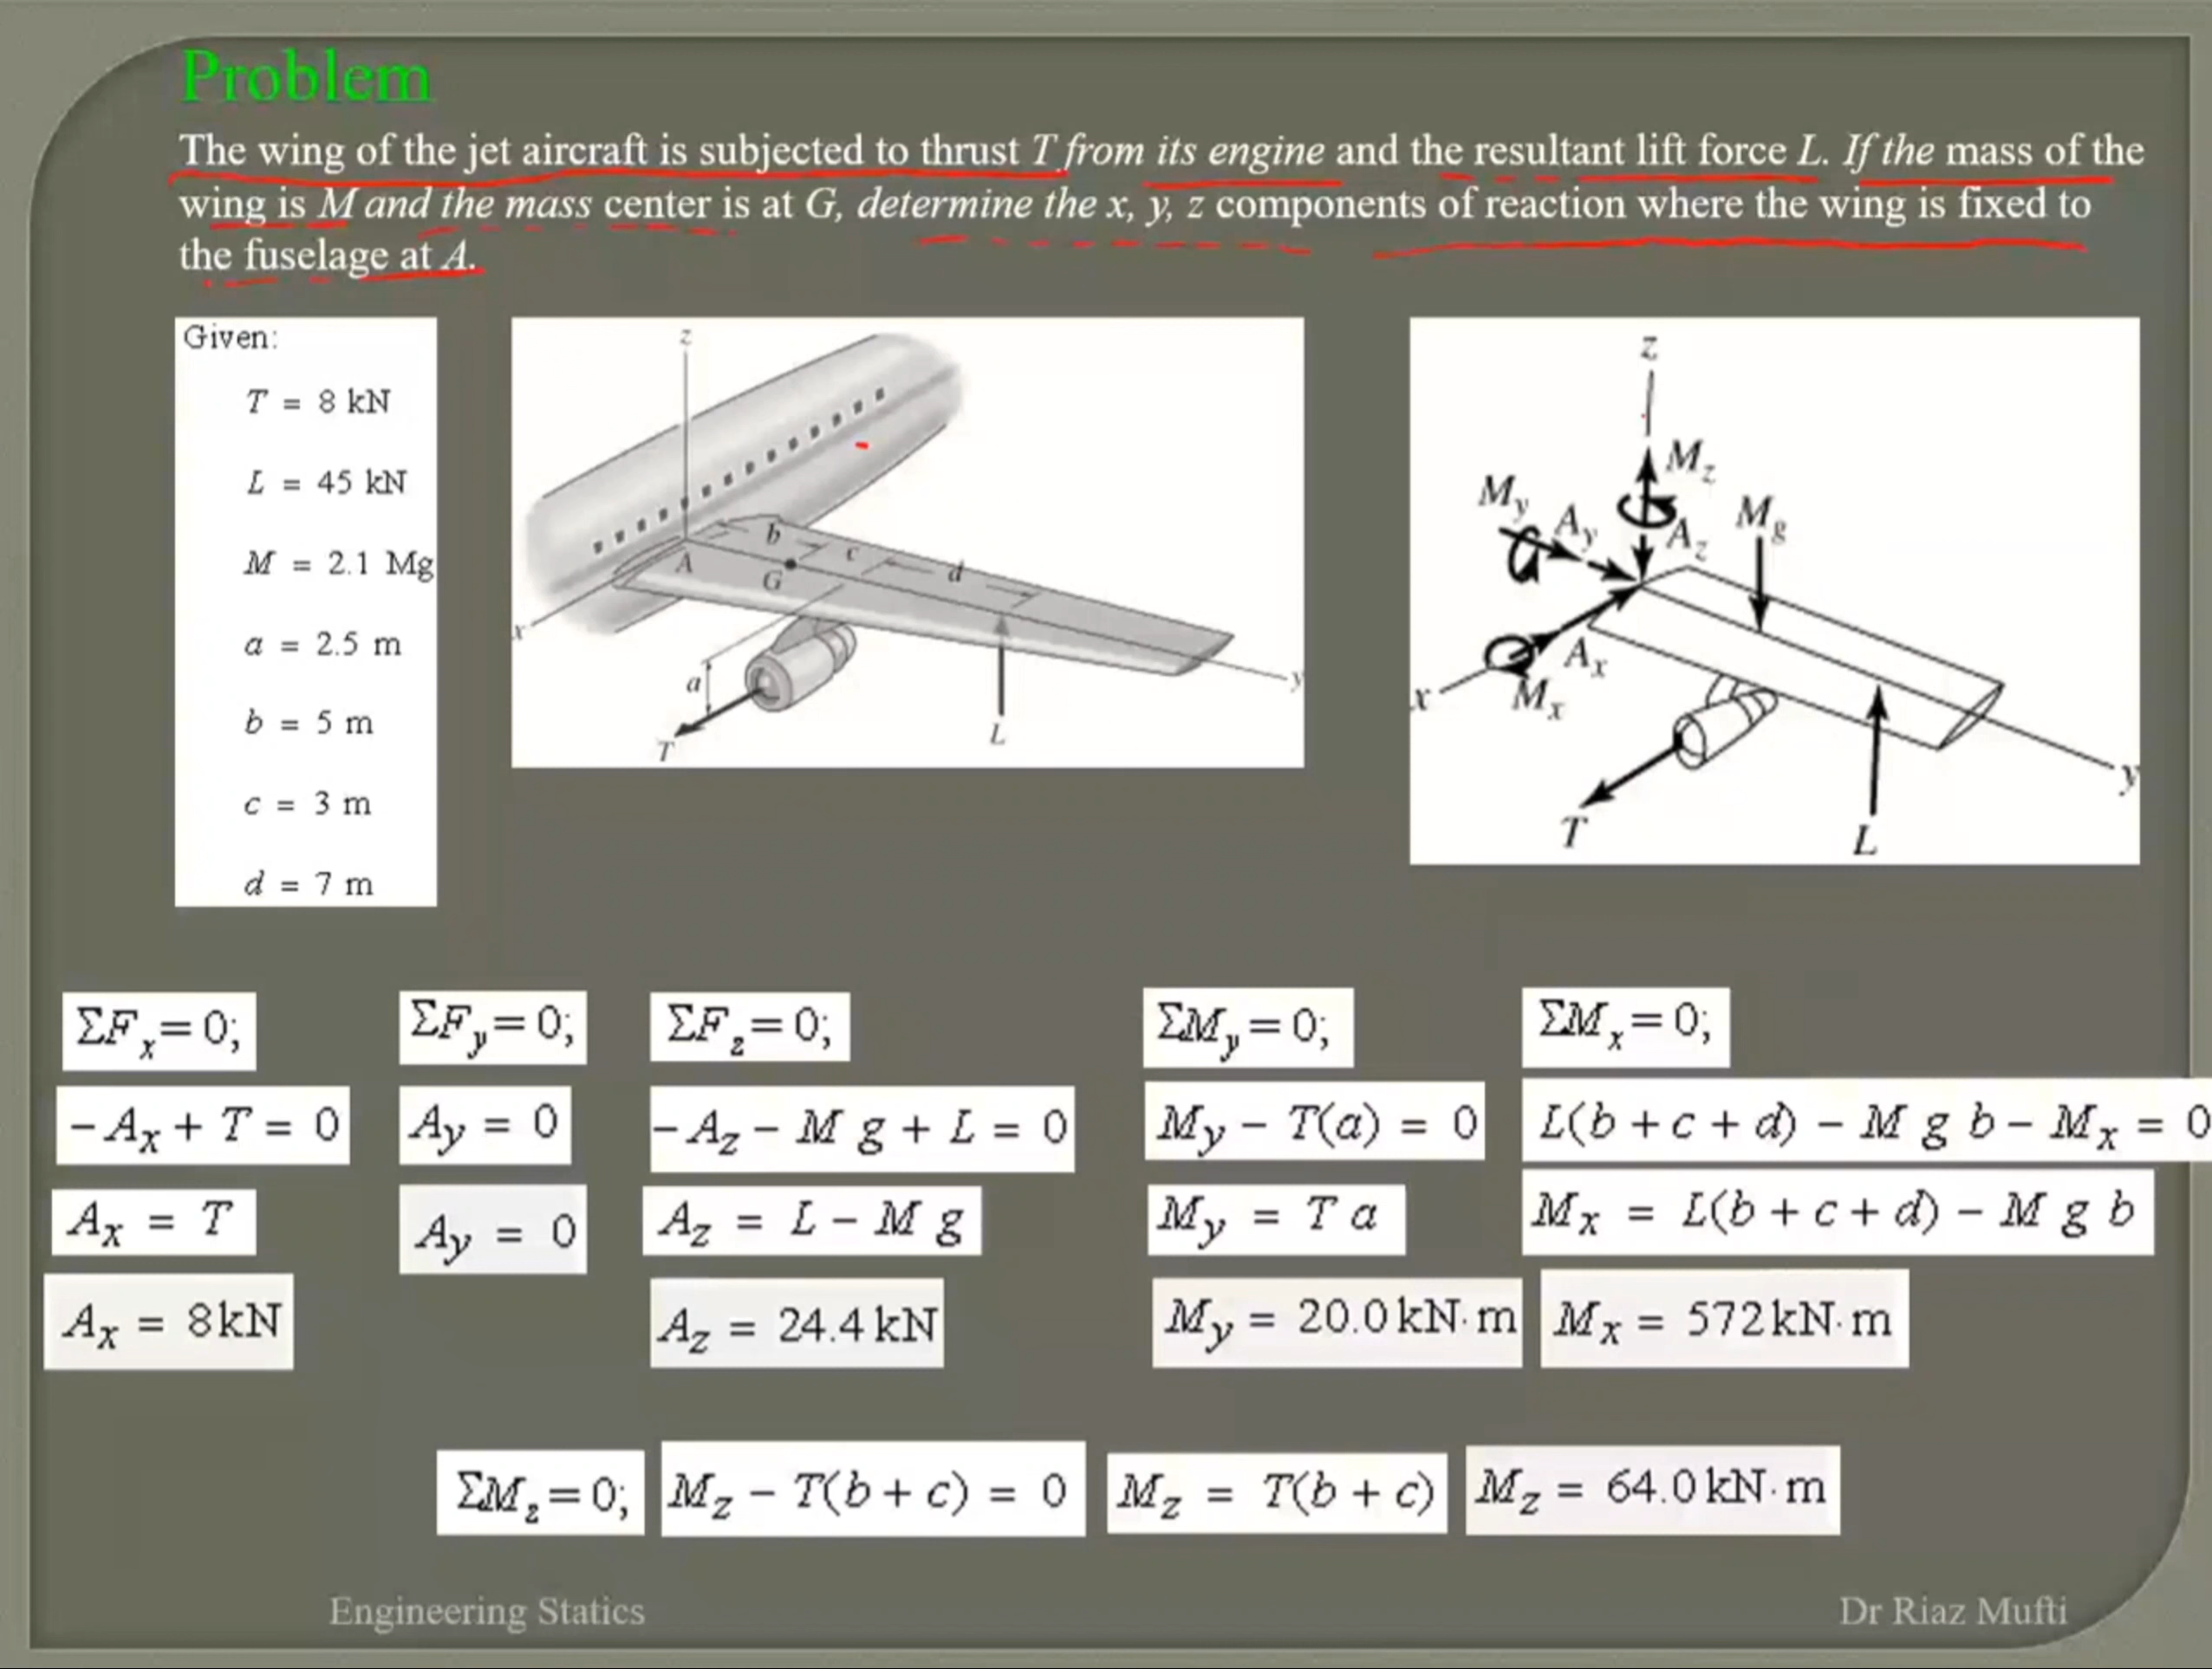 Problem
The wing of the jet aircraft is subjected to thrust T from its engine and the resultant lift force L. If the mass of the
wing is M and the mass center is at G, determine the x, y, z components of reaction where the wing is fixed to
the fuselage at A.
Given:
T = 8 kN
L = 45 kN
M = 2.1 Mg
a = 2.5 m
b = 5 m
c = 3 m
d = 7 m
z
b
c
d
A
G
x
a
y
T
L
z
M_z
M_y
A_y
A_z
M_g
A_x
x
M_x
y
T
L
ΣF_x = 0;
-A_x + T = 0
A_x = T
A_x = 8 kN
ΣF_y = 0;
A_y = 0
A_y = 0
ΣF_z = 0;
-A_z - M g + L = 0
A_z = L - M g
A_z = 24.4 kN
ΣM_y = 0;
M_y - T(a) = 0
M_y = T a
M_y = 20.0 kN·m
ΣM_x = 0;
L(b + c + d) - M g b - M_x = 0
M_x = L(b + c + d) - M g b
M_x = 572 kN·m
ΣM_z = 0; M_z - T(b + c) = 0 M_z = T(b + c) M_z = 64.0 kN·m
Engineering Statics
Dr Riaz Mufti